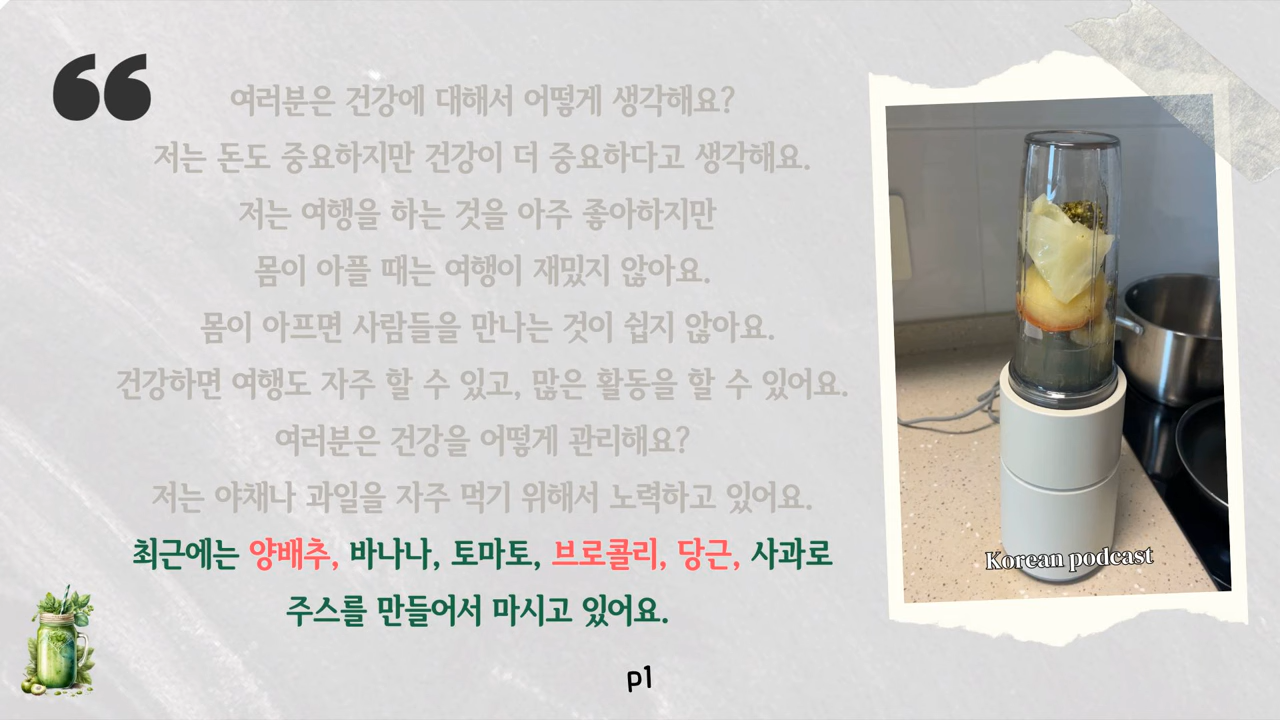 여러분은 건강에 대해서 어떻게 생각해요?
저는 돈도 중요하지만 건강이 더 중요하다고 생각해요.
저는 여행을 하는 것을 아주 좋아하지만
몸이 아플 때는 여행이 재밌지 않아요.
몸이 아프면 사람들을 만나는 것이 쉽지 않아요.
건강하면 여행도 자주 할 수 있고, 많은 활동을 할 수 있어요.
여러분은 건강을 어떻게 관리해요?
저는 야채나 과일을 자주 먹기 위해서 노력하고 있어요.
최근에는 양배추, 바나나, 토마토, 브로콜리, 당근, 사과로
주스를 만들어서 마시고 있어요.
Korean podcast
p1